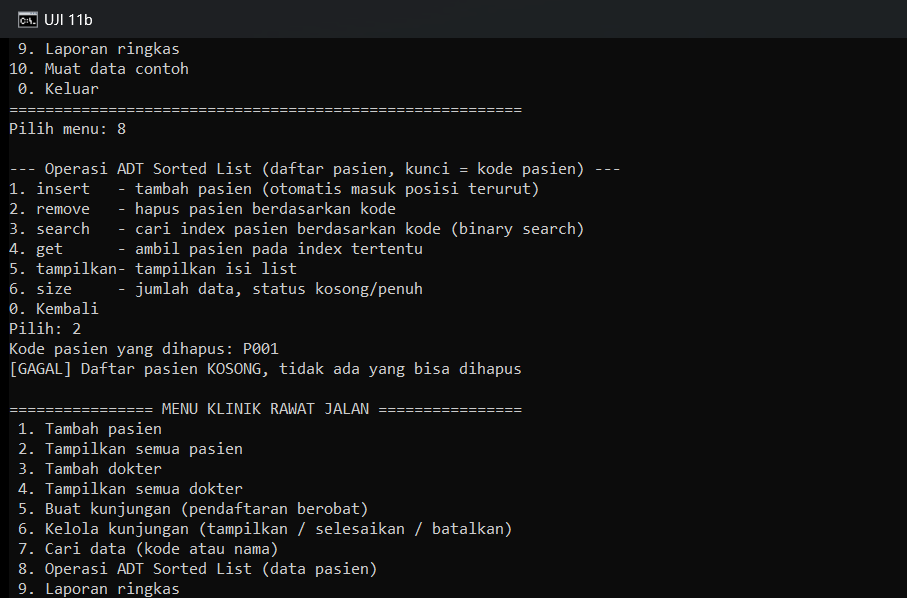 UJI 11b
 9. Laporan ringkas
10. Muat data contoh
 0. Keluar
=========================================================
Pilih menu: 8

--- Operasi ADT Sorted List (daftar pasien, kunci = kode pasien) ---
1. insert   - tambah pasien (otomatis masuk posisi terurut)
2. remove   - hapus pasien berdasarkan kode
3. search   - cari index pasien berdasarkan kode (binary search)
4. get      - ambil pasien pada index tertentu
5. tampilkan- tampilkan isi list
6. size     - jumlah data, status kosong/penuh
0. Kembali
Pilih: 2
Kode pasien yang dihapus: P001
[GAGAL] Daftar pasien KOSONG, tidak ada yang bisa dihapus

================ MENU KLINIK RAWAT JALAN ================
 1. Tambah pasien
 2. Tampilkan semua pasien
 3. Tambah dokter
 4. Tampilkan semua dokter
 5. Buat kunjungan (pendaftaran berobat)
 6. Kelola kunjungan (tampilkan / selesaikan / batalkan)
 7. Cari data (kode atau nama)
 8. Operasi ADT Sorted List (data pasien)
 9. Laporan ringkas